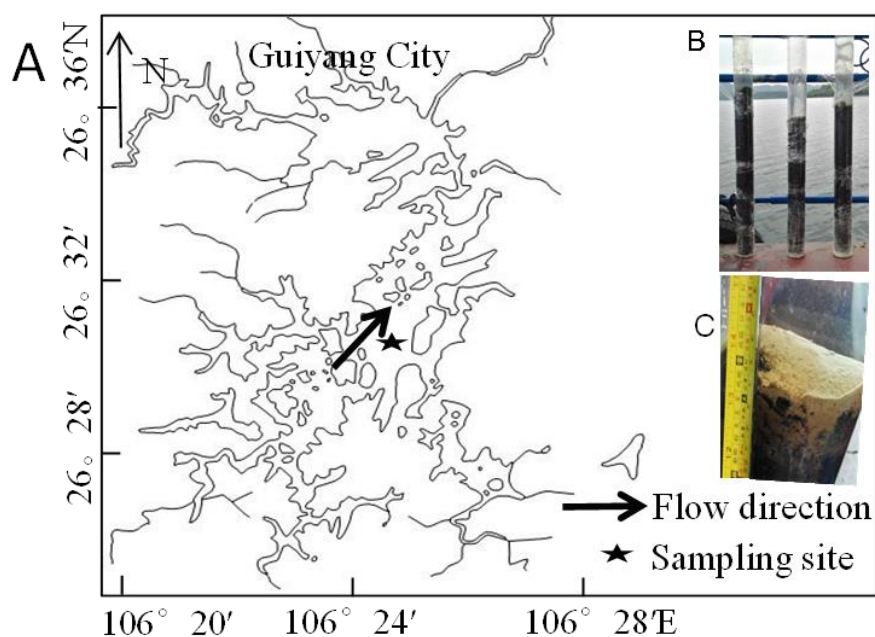 A
B
C
N
Guiyang City
26° 36′N
26° 32′
26° 28′
Flow direction
Sampling site
106° 20′ 106° 24′ 106° 28′E